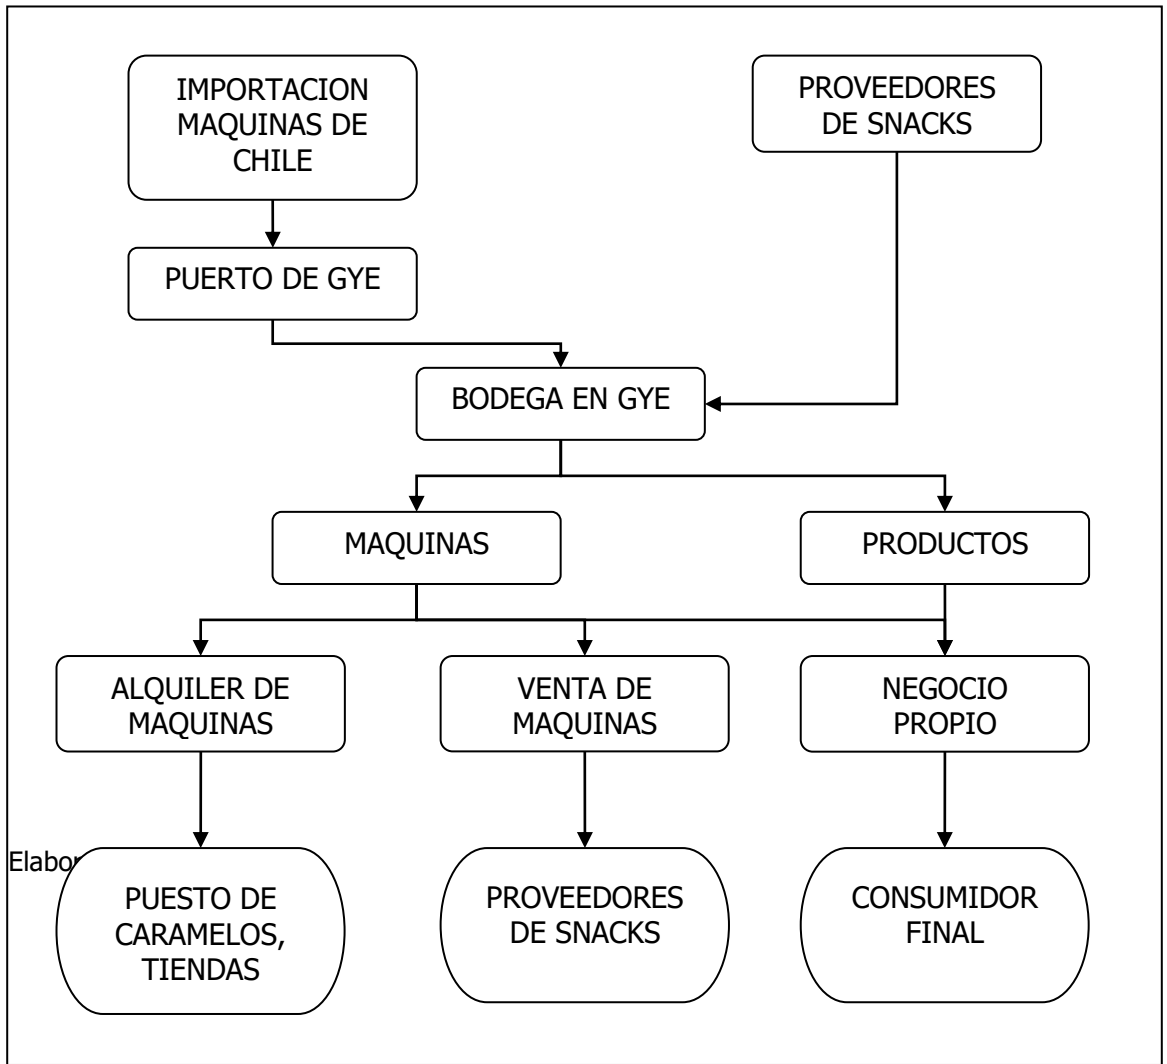 IMPORTACION
MAQUINAS DE
CHILE
PROVEEDORES
DE SNACKS
PUERTO DE GYE
BODEGA EN GYE
MAQUINAS
PRODUCTOS
ALQUILER DE
MAQUINAS
VENTA DE
MAQUINAS
NEGOCIO
PROPIO
PUESTO DE
CARAMELOS,
TIENDAS
PROVEEDORES
DE SNACKS
CONSUMIDOR
FINAL